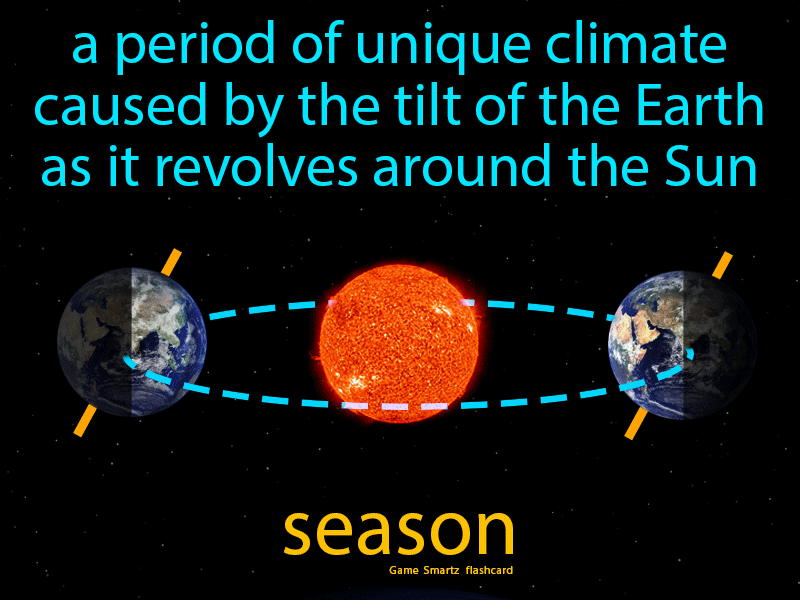 a period of unique climate
caused by the tilt of the Earth
as it revolves around the Sun
season
Game Smartz flashcard